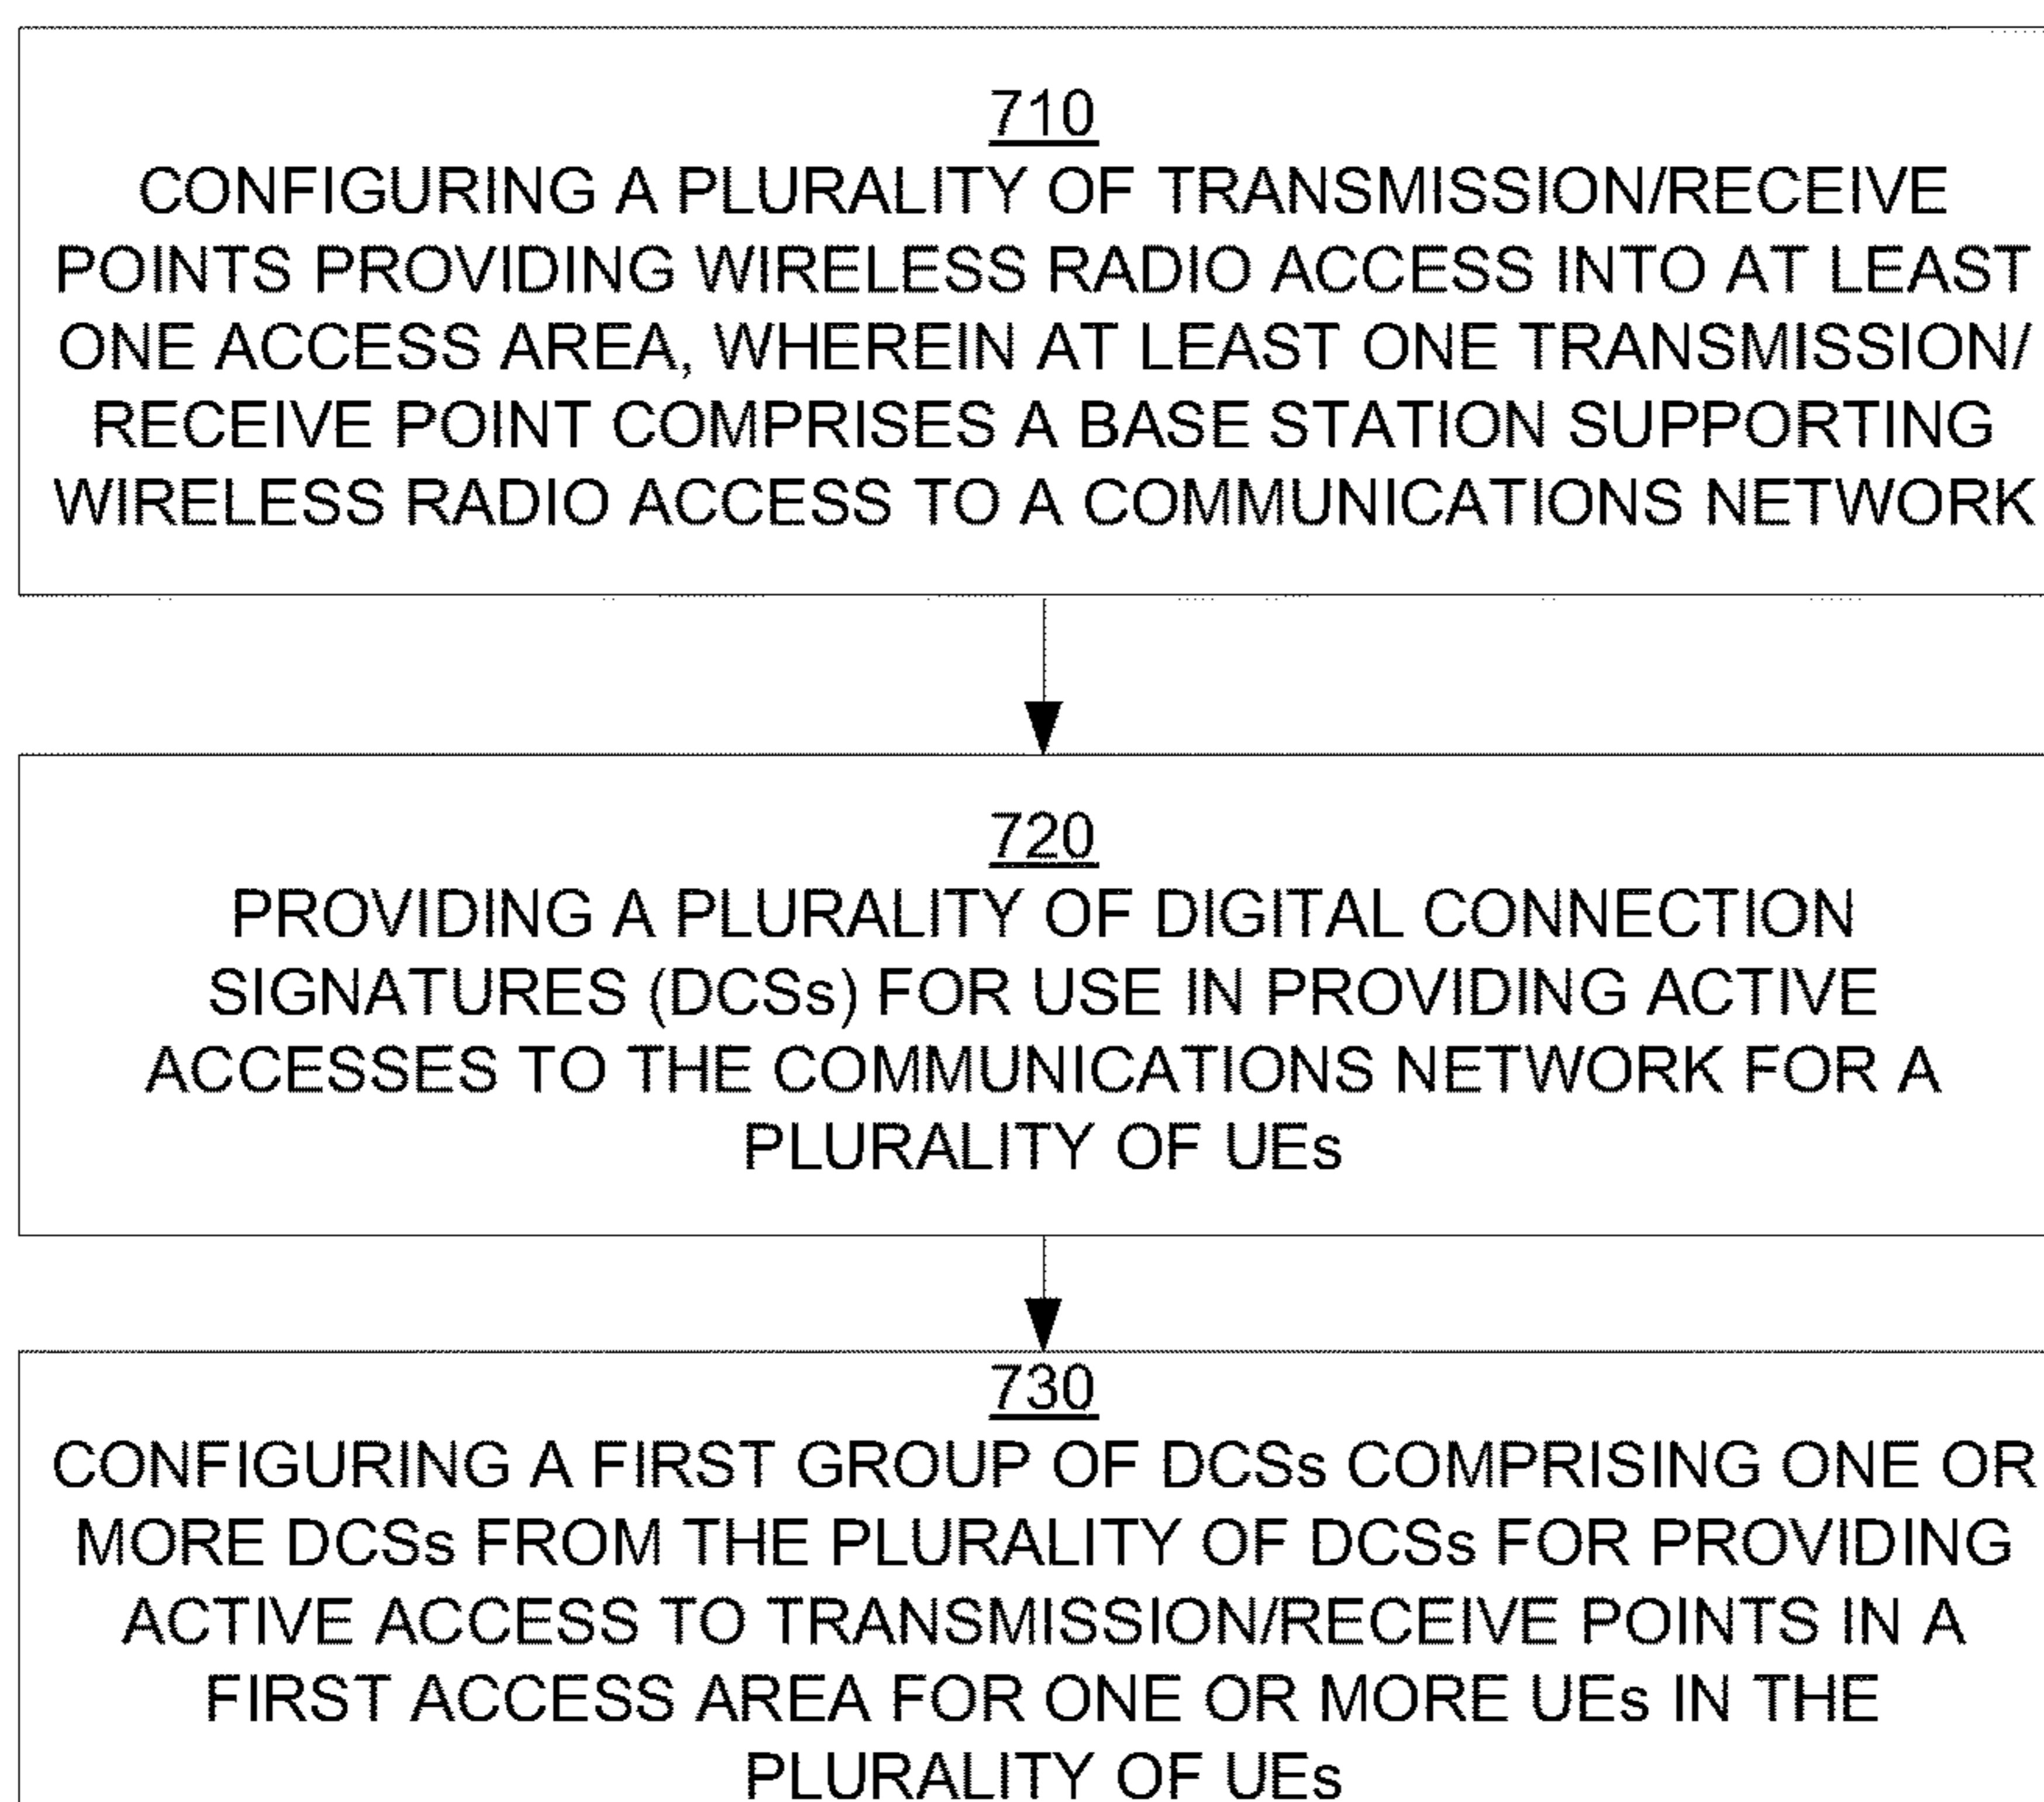 710
CONFIGURING A PLURALITY OF TRANSMISSION/RECEIVE
POINTS PROVIDING WIRELESS RADIO ACCESS INTO AT LEAST
ONE ACCESS AREA, WHEREIN AT LEAST ONE TRANSMISSION/
RECEIVE POINT COMPRISES A BASE STATION SUPPORTING
WIRELESS RADIO ACCESS TO A COMMUNICATIONS NETWORK
720
PROVIDING A PLURALITY OF DIGITAL CONNECTION
SIGNATURES (DCSs) FOR USE IN PROVIDING ACTIVE
ACCESSES TO THE COMMUNICATIONS NETWORK FOR A
PLURALITY OF UEs
730
CONFIGURING A FIRST GROUP OF DCSs COMPRISING ONE OR
MORE DCSs FROM THE PLURALITY OF DCSs FOR PROVIDING
ACTIVE ACCESS TO TRANSMISSION/RECEIVE POINTS IN A
FIRST ACCESS AREA FOR ONE OR MORE UEs IN THE
PLURALITY OF UEs